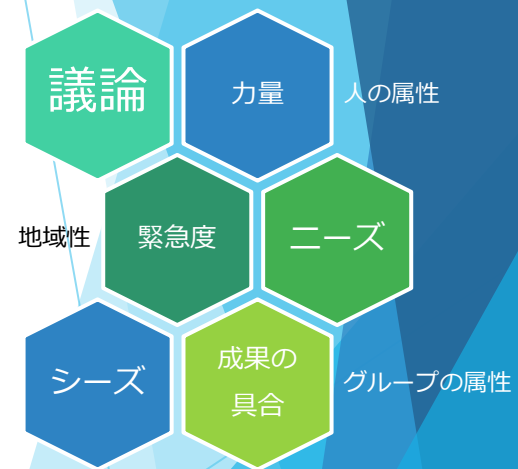 議論
力量
人の属性
地域性
緊急度
ニーズ
シーズ
成果の
具合
グループの属性